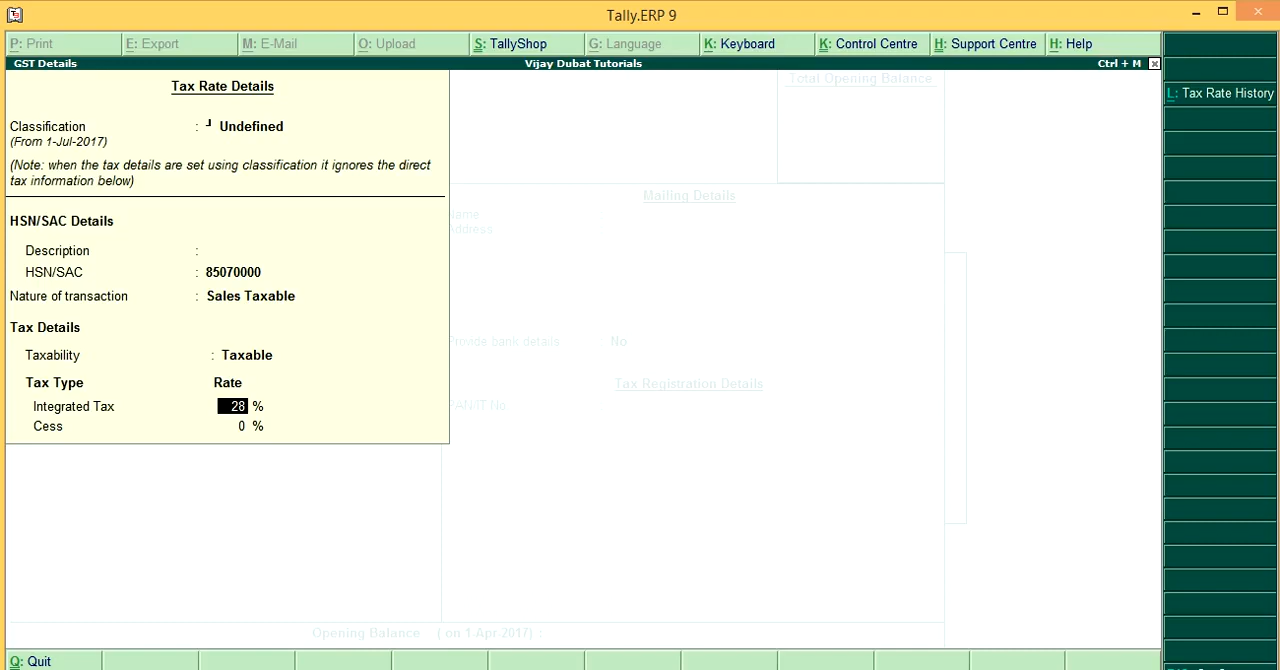 Tally.ERP 9
P: Print E: Export M: E-Mail O: Upload S: TallyShop G: Language K: Keyboard K: Control Centre H: Support Centre H: Help
GST Details Vijay Dubat Tutorials Ctrl + M
Tax Rate Details
Total Opening Balance
L: Tax Rate History
Classification : ┘ Undefined
(From 1-Jul-2017)
(Note: when the tax details are set using classification it ignores the direct
tax information below)
Mailing Details
Address
HSN/SAC Details
Description :
HSN/SAC : 85070000
Nature of transaction : Sales Taxable
Tax Details
Provide bank details No
Taxability : Taxable
Tax Type Rate
Tax Registration Details
Integrated Tax 28 %
PAN/IT No.
Cess 0 %
Opening Balance ( on 1-Apr-2017) :
Q: Quit